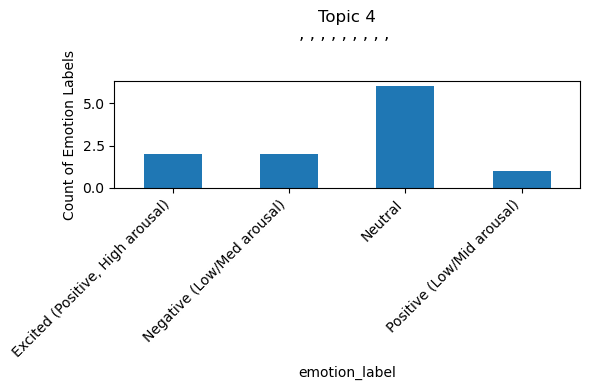 Topic 4
, , , , , , , , ,
Count of Emotion Labels
5.0
2.5
0.0
Excited (Positive, High arousal)
Negative (Low/Med arousal)
Neutral
Positive (Low/Mid arousal)
emotion_label